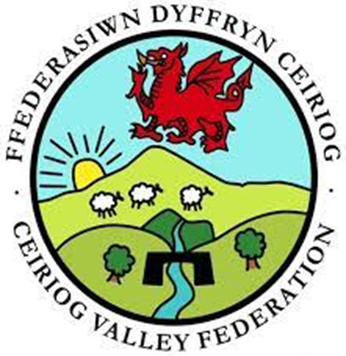 FFEDERASIWN DYFFRYN CEIRIOG
CEIRIOG VALLEY FEDERATION